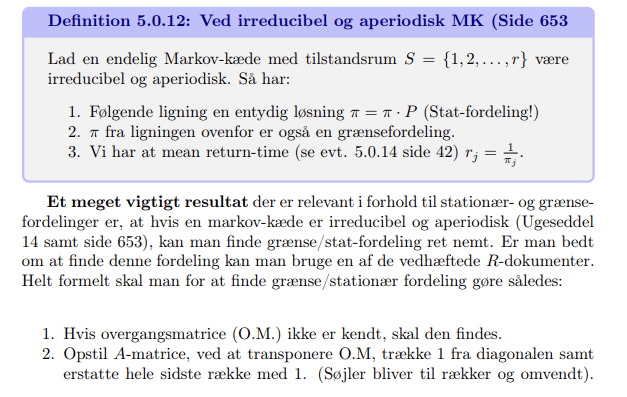 Definition 5.0.12: Ved irreducibel og aperiodisk MK (Side 653
Lad en endelig Markov-kæde med tilstandsrum S = {1, 2, . . . , r} være
irreducibel og aperiodisk. Så har:
1. Følgende ligning en entydig løsning π = π · P (Stat-fordeling!)
2. π fra ligningen ovenfor er også en grænsefordeling.
3. Vi har at mean return-time (se evt. 5.0.14 side 42) r_j = 1/π_j.
Et meget vigtigt resultat der er relevant i forhold til stationær- og grænse-
fordelinger er, at hvis en markov-kæde er irreducibel og aperiodisk (Ugeseddel
14 samt side 653), kan man finde grænse/stat-fordeling ret nemt. Er man bedt
om at finde denne fordeling kan man bruge en af de vedhæftede R-dokumenter.
Helt formelt skal man for at finde grænse/stationær fordeling gøre således:
1. Hvis overgangsmatrice (O.M.) ikke er kendt, skal den findes.
2. Opstil A-matrice, ved at transponere O.M, trække 1 fra diagonalen samt
erstatte hele sidste række med 1. (Søjler bliver til rækker og omvendt).